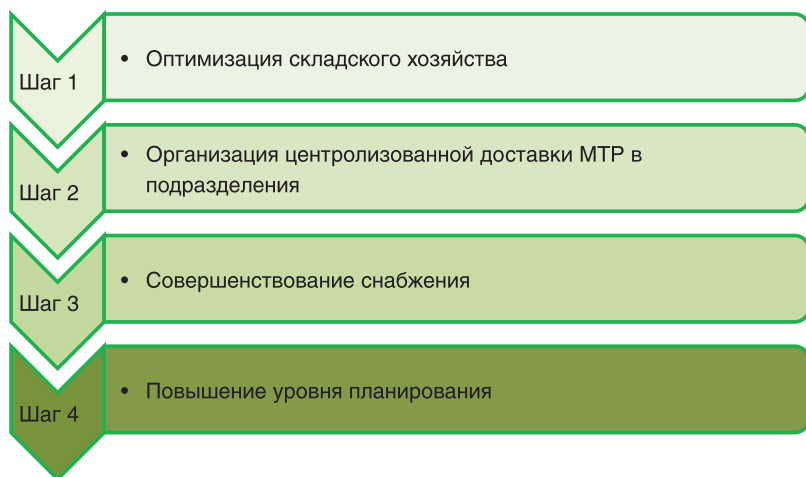 Шаг 1
• Оптимизация складского хозяйства
Шаг 2
• Организация центролизованной доставки МТР в
подразделения
Шаг 3
• Совершенствование снабжения
Шаг 4
• Повышение уровня планирования